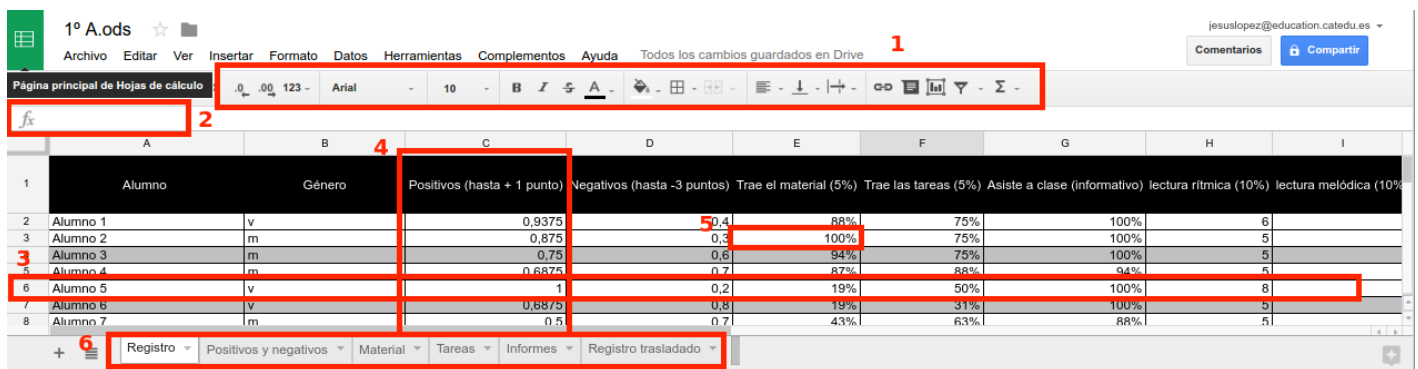 1º A.ods
jesuslopez@education.catedu.es
Archivo Editar Ver Insertar Formato Datos Herramientas Complementos Ayuda Todos los cambios guardados en Drive 1 Comentarios Compartir
Página principal de Hojas de cálculo .0 .00 123 Arial 10 B I S A Σ
fx 2
4
A B C D E F G H I
1 Alumno Género Positivos (hasta + 1 punto) Negativos (hasta -3 puntos) Trae el material (5%) Trae las tareas (5%) Asiste a clase (informativo) lectura rítmica (10%) lectura melódica (10%
2 Alumno 1 v 0,9375 0,4 88% 75% 100% 6
5
3 Alumno 2 m 0,875 0,3 100% 75% 100% 5
3 Alumno 3 m 0,75 0,6 94% 75% 100% 5
5 Alumno 4 m 0,6875 0,7 87% 88% 94% 5
6 Alumno 5 v 1 0,2 19% 50% 100% 8
7 Alumno 6 v 0,6875 0,8 19% 31% 100% 5
8 Alumno 7 m 0,5 0,7 43% 63% 88% 5
6 Registro Positivos y negativos Material Tareas Informes Registro trasladado